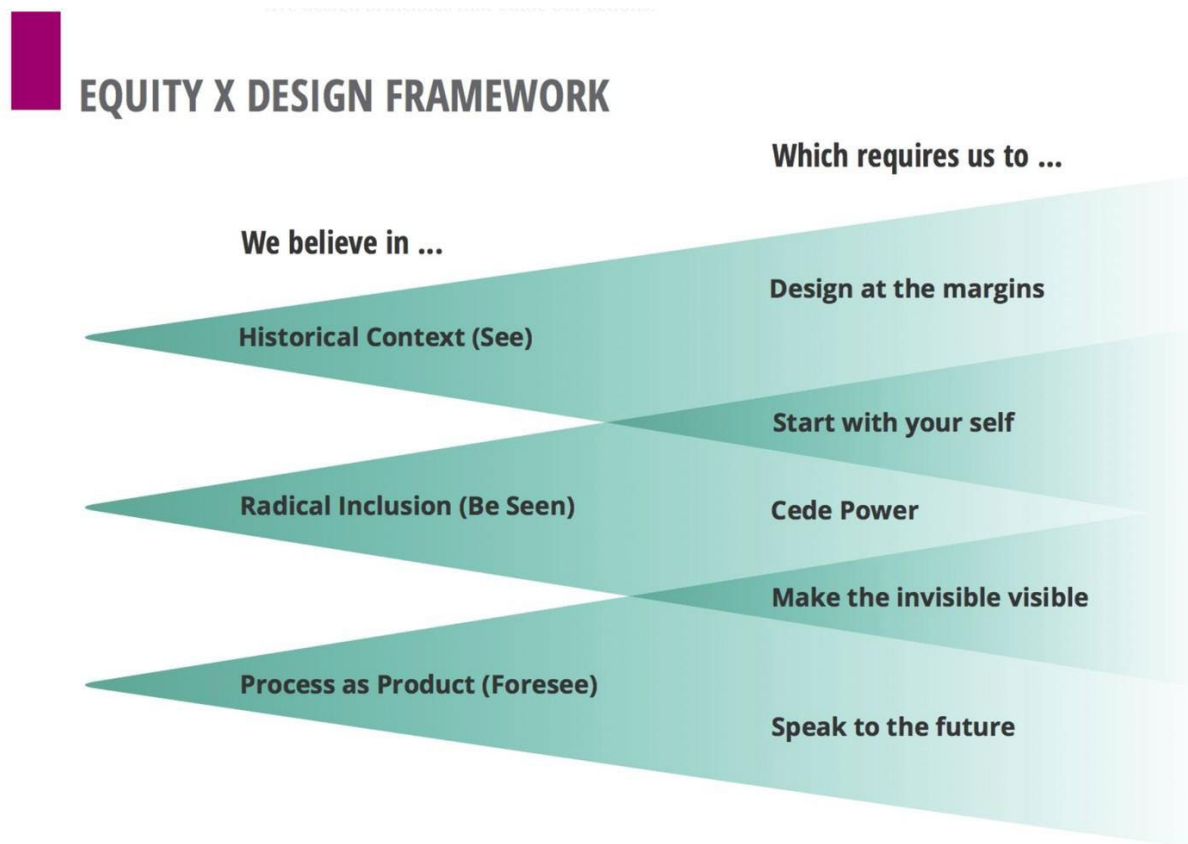 EQUITY X DESIGN FRAMEWORK
Which requires us to ...
We believe in ...
Design at the margins
Historical Context (See)
Start with your self
Radical Inclusion (Be Seen)
Cede Power
Make the invisible visible
Process as Product (Foresee)
Speak to the future